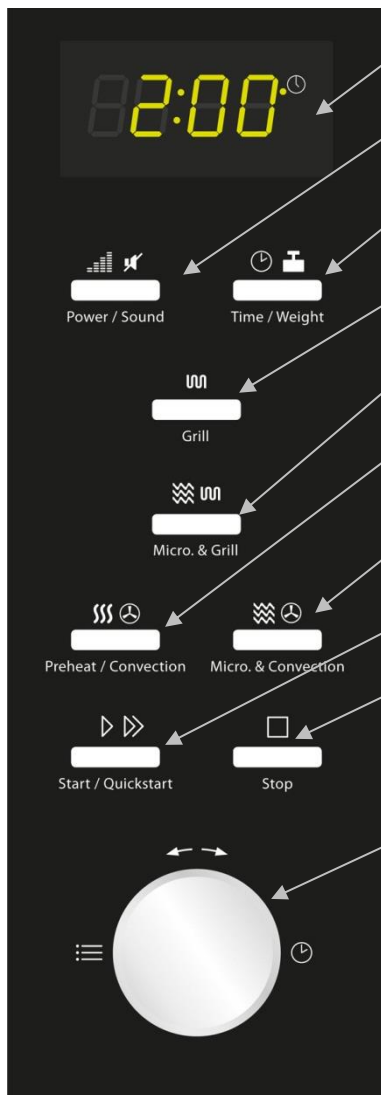 2:00
Power / Sound
Time / Weight
Grill
Micro. & Grill
Preheat / Convection
Micro. & Convection
Start / Quickstart
Stop